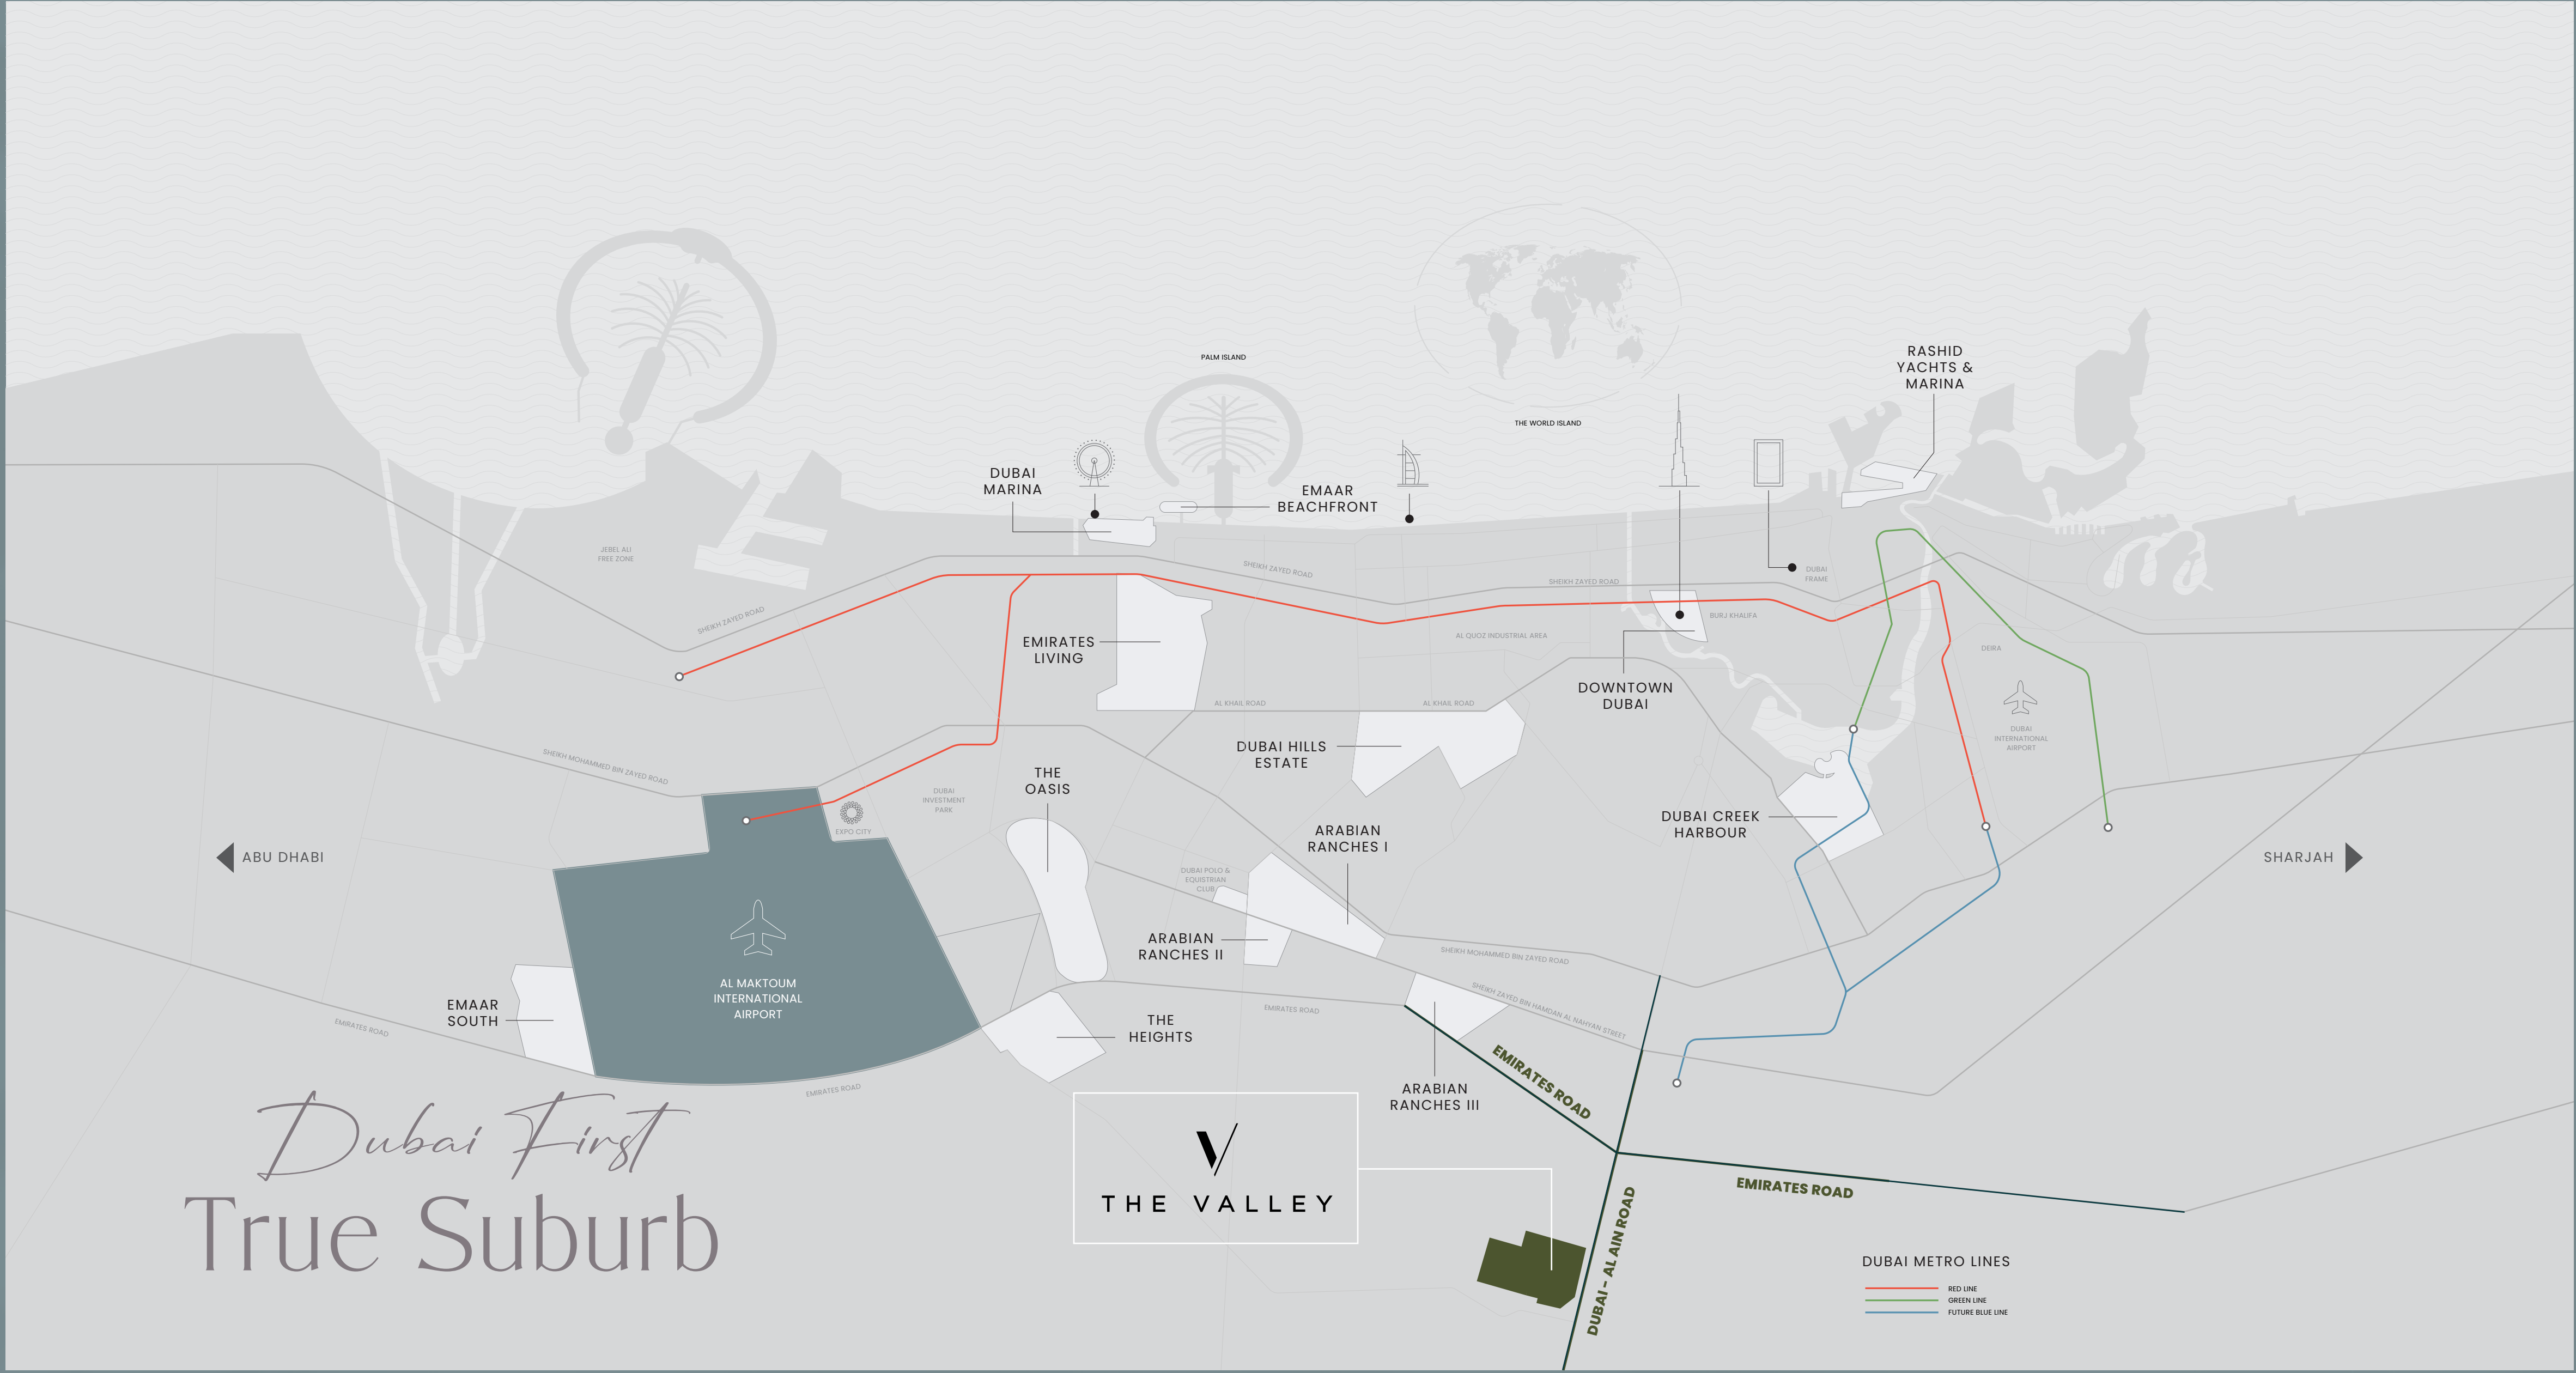 RASHID
YACHTS &
MARINA
PALM ISLAND
THE WORLD ISLAND
DUBAI
MARINA
EMAAR
BEACHFRONT
JEBEL ALI
FREE ZONE
SHEIKH ZAYED ROAD
SHEIKH ZAYED ROAD
SHEIKH ZAYED ROAD
DUBAI
FRAME
BURJ KHALIFA
AL QUOZ INDUSTRIAL AREA
EMIRATES
LIVING
DEIRA
DOWNTOWN
DUBAI
AL KHAIL ROAD
AL KHAIL ROAD
DUBAI
INTERNATIONAL
AIRPORT
DUBAI HILLS
ESTATE
SHEIKH MOHAMMED BIN ZAYED ROAD
THE
OASIS
DUBAI
INVESTMENT
PARK
EXPO CITY
DUBAI CREEK
HARBOUR
ARABIAN
RANCHES I
ABU DHABI
SHARJAH
DUBAI POLO &
EQUESTRIAN
CLUB
ARABIAN
RANCHES II
SHEIKH MOHAMMED BIN ZAYED ROAD
AL MAKTOUM
INTERNATIONAL
AIRPORT
EMAAR
SOUTH
EMIRATES ROAD
EMIRATES ROAD
SHEIKH ZAYED BIN HAMDAN AL NAHYAN STREET
THE
HEIGHTS
EMIRATES ROAD
ARABIAN
RANCHES III
EMIRATES ROAD
Dubai First
True Suburb
THE VALLEY
EMIRATES ROAD
DUBAI - AL AIN ROAD
DUBAI METRO LINES
RED LINE
GREEN LINE
FUTURE BLUE LINE